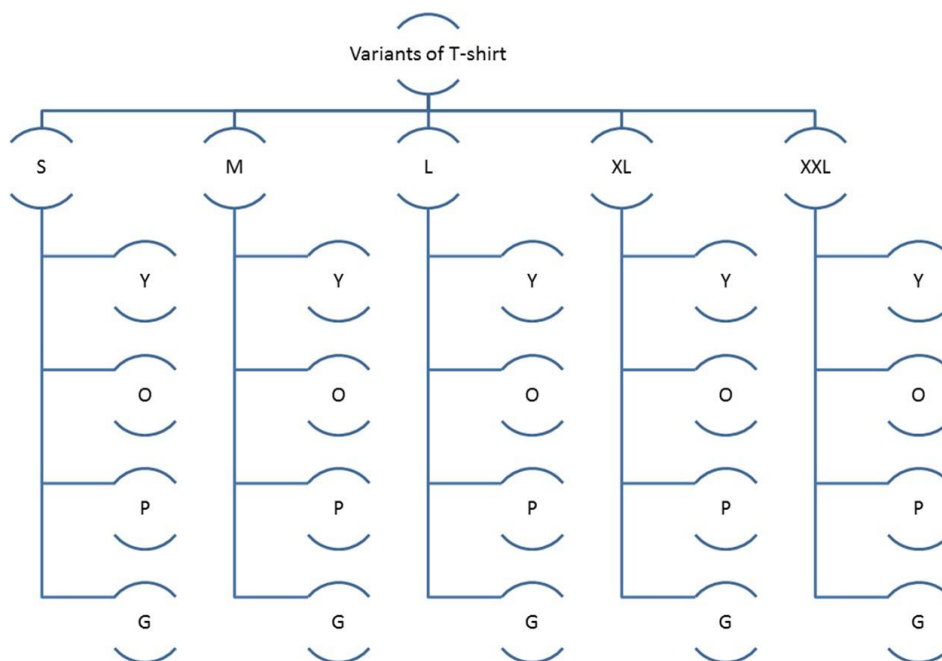 Variants of T-shirt
S M L XL XXL
Y Y Y Y Y
O O O O O
P P P P P
G G G G G